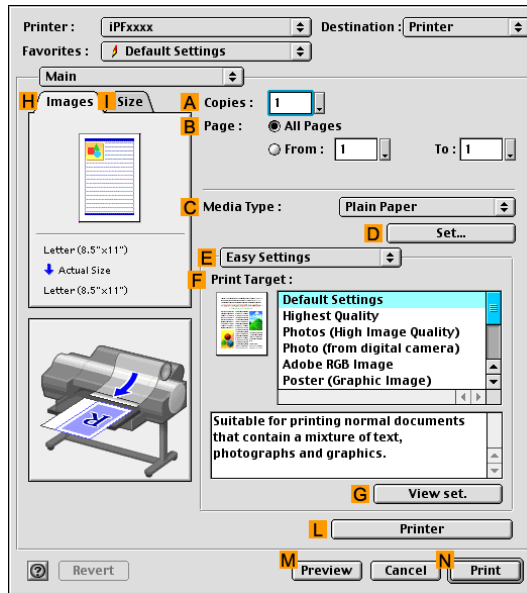 Printer : iPFxxxx Destination : Printer
Favorites : Default Settings
Main
H Images I Size
A Copies : 1
B Page : All Pages
From : 1 To : 1
C Media Type : Plain Paper
D Set...
Letter (8.5"x11")
Actual Size
Letter (8.5"x11")
E Easy Settings
F Print Target :
Default Settings
Highest Quality
Photos (High Image Quality)
Photo (from digital camera)
Adobe RGB Image
Poster (Graphic Image)
R
Suitable for printing normal documents
that contain a mixture of text,
photographs and graphics.
G View set.
L Printer
? Revert M Preview Cancel N Print